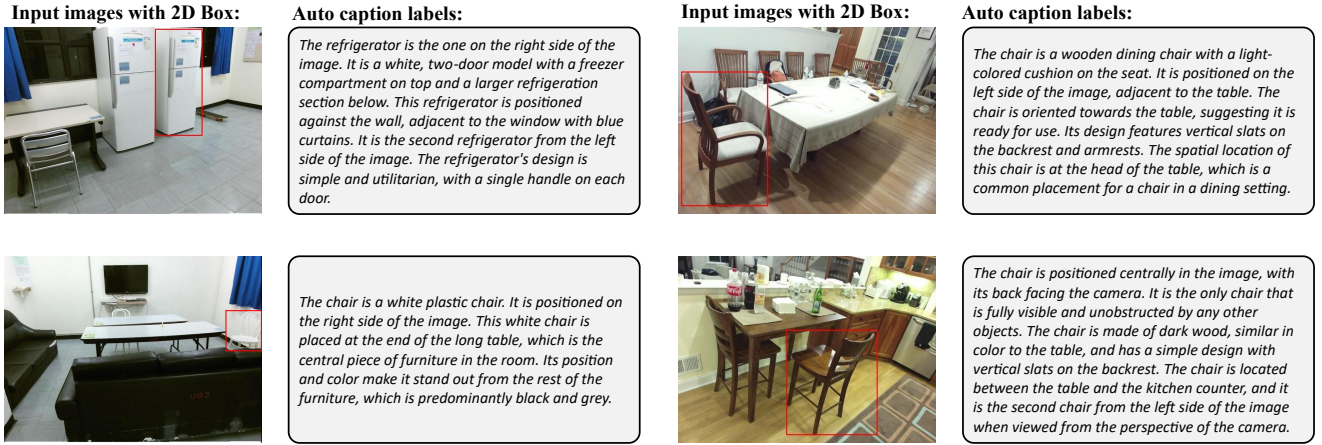 Input images with 2D Box:
Auto caption labels:
The refrigerator is the one on the right side of the
image. It is a white, two-door model with a freezer
compartment on top and a larger refrigeration
section below. This refrigerator is positioned
against the wall, adjacent to the window with blue
curtains. It is the second refrigerator from the left
side of the image. The refrigerator's design is
simple and utilitarian, with a single handle on each
door.
Input images with 2D Box:
Auto caption labels:
The chair is a wooden dining chair with a light-
colored cushion on the seat. It is positioned on the
left side of the image, adjacent to the table. The
chair is oriented towards the table, suggesting it is
ready for use. Its design features vertical slats on
the backrest and armrests. The spatial location of
this chair is at the head of the table, which is a
common placement for a chair in a dining setting.
The chair is a white plastic chair. It is positioned on
the right side of the image. This white chair is
placed at the end of the long table, which is the
central piece of furniture in the room. Its position
and color make it stand out from the rest of the
furniture, which is predominantly black and grey.
The chair is positioned centrally in the image, with
its back facing the camera. It is the only chair that
is fully visible and unobstructed by any other
objects. The chair is made of dark wood, similar in
color to the table, and has a simple design with
vertical slats on the backrest. The chair is located
between the table and the kitchen counter, and it
is the second chair from the left side of the image
when viewed from the perspective of the camera.